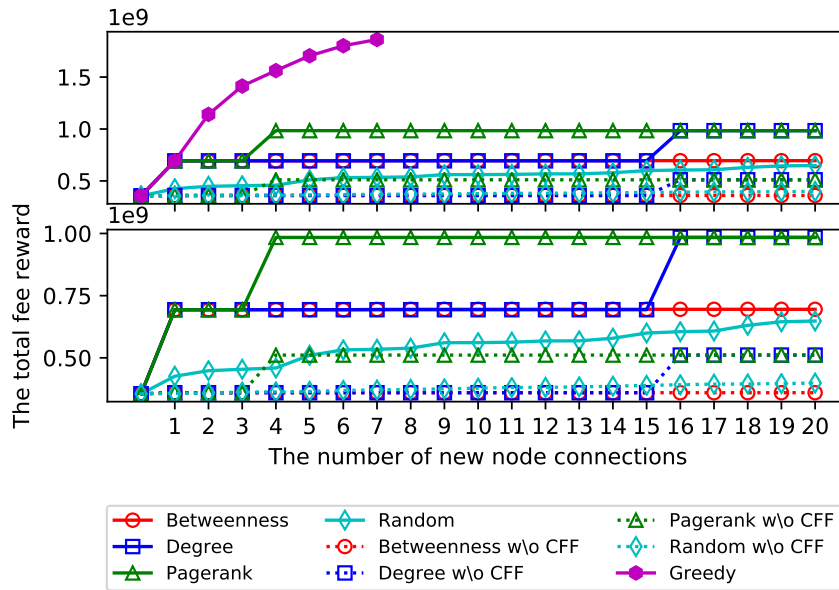 1e9
1.5
1.0
0.5
1e9
1.00
0.75
0.50
The total fee reward
1 2 3 4 5 6 7 8 9 10 11 12 13 14 15 16 17 18 19 20
The number of new node connections
Betweenness Random Pagerank w\o CFF
Degree Betweenness w\o CFF Random w\o CFF
Pagerank Degree w\o CFF Greedy